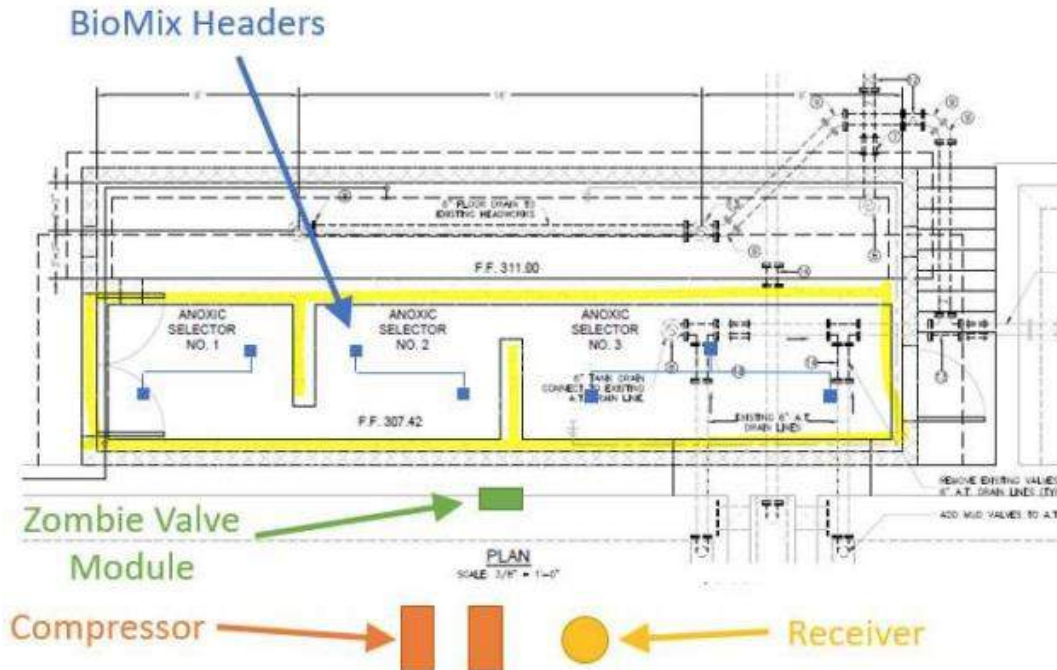 BioMix Headers
6" FLOOR DRAIN TO
EXISTING HEADWORKS
F.F. 311.00
ANOXIC
SELECTOR
NO. 1
ANOXIC
SELECTOR
NO. 2
ANOXIC
SELECTOR
NO. 3
6" TANK DRAIN
CONNECT TO EXISTING
A.T. DRAIN LINE
F.F. 307.42
EXISTING 6" A.T.
DRAIN LINES
REMOVE EXISTING VALVES
6" A.T. DRAIN LINES (TY
ADD MUD VALVES TO A.T
Zombie Valve
Module
PLAN
SCALE: 3/8" = 1'-0"
Compressor
Receiver